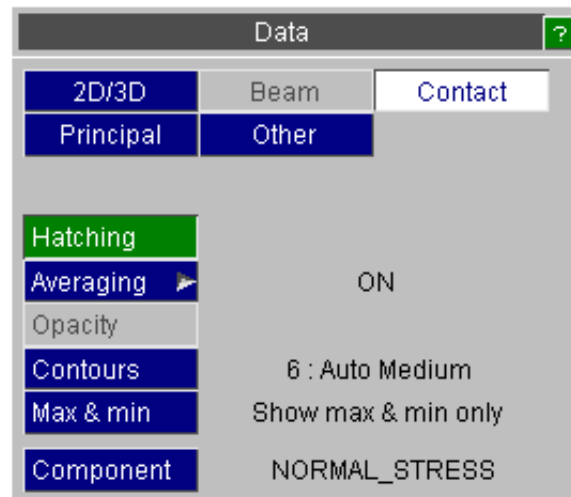 Data ?
2D/3D Beam Contact
Principal Other
Hatching
Averaging ON
Opacity
Contours 6 : Auto Medium
Max & min Show max & min only
Component NORMAL_STRESS